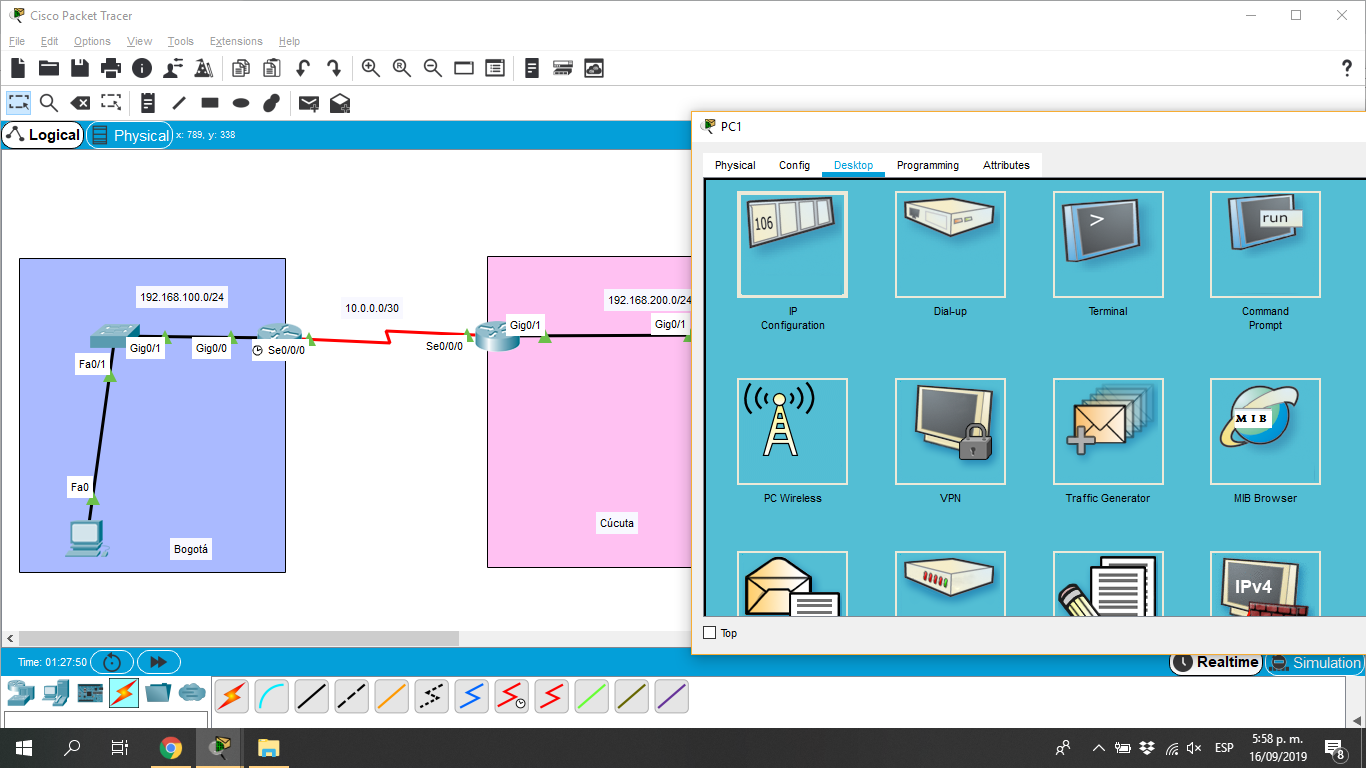 Cisco Packet Tracer
File Edit Options View Tools Extensions Help
?
Logical Physical x: 789, y: 338
PC1
Physical Config Desktop Programming Attributes
106
>
run
IP Configuration
Dial-up
Terminal
Command Prompt
MIB
PC Wireless
VPN
Traffic Generator
MIB Browser
IPv4
Top
192.168.100.0/24
10.0.0.0/30
192.168.200.0/24
Gig0/1
Gig0/0
Se0/0/0
Se0/0/0
Gig0/1
Gig0/1
Fa0/1
Fa0
Bogotá
Cúcuta
Time: 01:27:50
Realtime Simulation
ESP
5:58 p. m.
16/09/2019
8